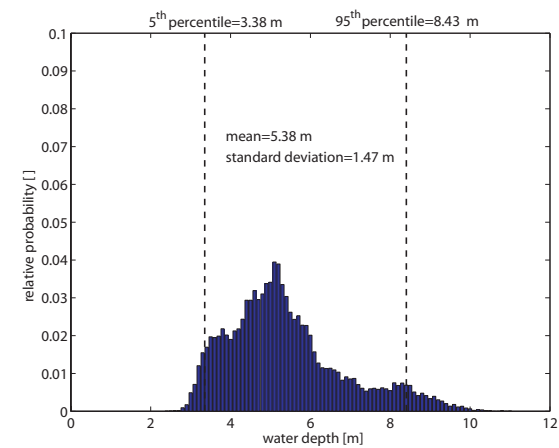 5th percentile=3.38 m 95th percentile=8.43 m
0.1
0.09
0.08
0.07
0.06
0.05
0.04
0.03
0.02
0.01
0
relative probability [ ]
mean=5.38 m
standard deviation=1.47 m
0 2 4 6 8 10 12
water depth [m]